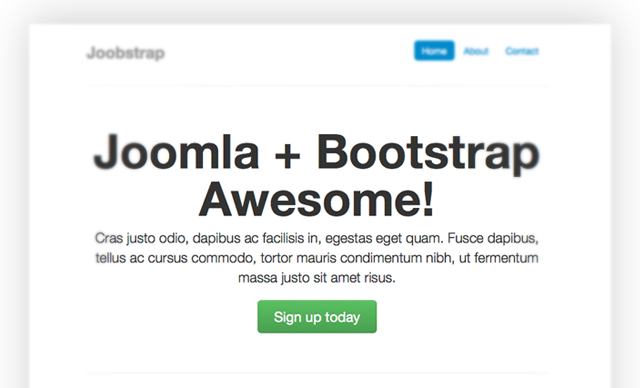 Joobstrap
Home About Contact
Joomla + Bootstrap
Awesome!
Cras justo odio, dapibus ac facilisis in, egestas eget quam. Fusce dapibus,
tellus ac cursus commodo, tortor mauris condimentum nibh, ut fermentum
massa justo sit amet risus.
Sign up today